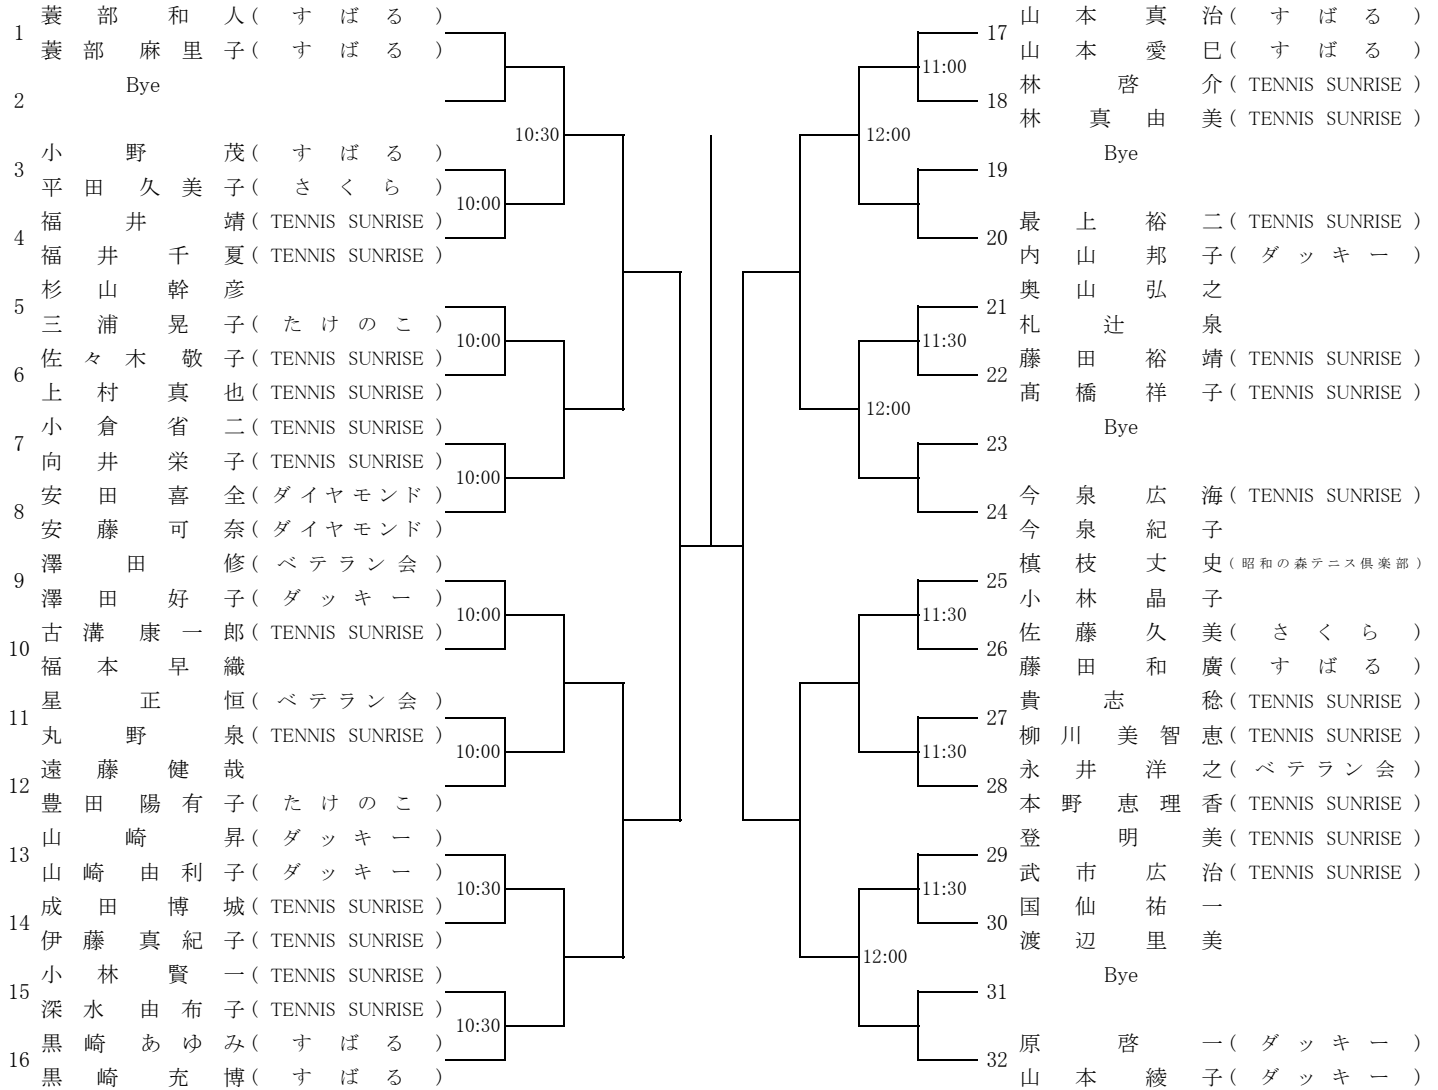 1
蓑部和人(すばる)
蓑部麻里子(すばる)
2
Bye
10:30
3
小野茂(すばる)
平田久美子(さくら)
10:00
4
福井靖(TENNIS SUNRISE)
福井千夏(TENNIS SUNRISE)
5
杉山幹彦
三浦晃子(たけのこ)
10:00
6
佐々木敬子(TENNIS SUNRISE)
上村真也(TENNIS SUNRISE)
7
小倉省二(TENNIS SUNRISE)
向井栄子(TENNIS SUNRISE)
10:00
8
安田喜全(ダイヤモンド)
安藤可奈(ダイヤモンド)
9
澤田修(ベテラン会)
澤田好子(ダッキー)
10:00
10
古溝康一郎(TENNIS SUNRISE)
福本早織
11
星正恒(ベテラン会)
丸野泉(TENNIS SUNRISE)
10:00
12
遠藤健哉
豊田陽有子(たけのこ)
13
山崎昇(ダッキー)
山崎由利子(ダッキー)
10:30
14
成田博城(TENNIS SUNRISE)
伊藤真紀子(TENNIS SUNRISE)
15
小林賢一(TENNIS SUNRISE)
深水由布子(TENNIS SUNRISE)
10:30
16
黒崎あゆみ(すばる)
黒崎充博(すばる)
17
山本真治(すばる)
山本愛巳(すばる)
11:00
18
林啓介(TENNIS SUNRISE)
林真由美(TENNIS SUNRISE)
12:00
19
Bye
20
最上裕二(TENNIS SUNRISE)
内山邦子(ダッキー)
21
奥山弘之
札辻泉
11:30
22
藤田裕靖(TENNIS SUNRISE)
髙橋祥子(TENNIS SUNRISE)
12:00
23
Bye
24
今泉広海(TENNIS SUNRISE)
今泉紀子
25
槙枝丈史(昭和の森テニス倶楽部)
小林晶子
11:30
26
佐藤久美(さくら)
藤田和廣(すばる)
27
貴志稔(TENNIS SUNRISE)
柳川美智恵(TENNIS SUNRISE)
11:30
28
永井洋之(ベテラン会)
本野恵理香(TENNIS SUNRISE)
29
登明美(TENNIS SUNRISE)
武市広治(TENNIS SUNRISE)
11:30
30
国仙祐一
渡辺里美
12:00
31
Bye
32
原啓一(ダッキー)
山本綾子(ダッキー)